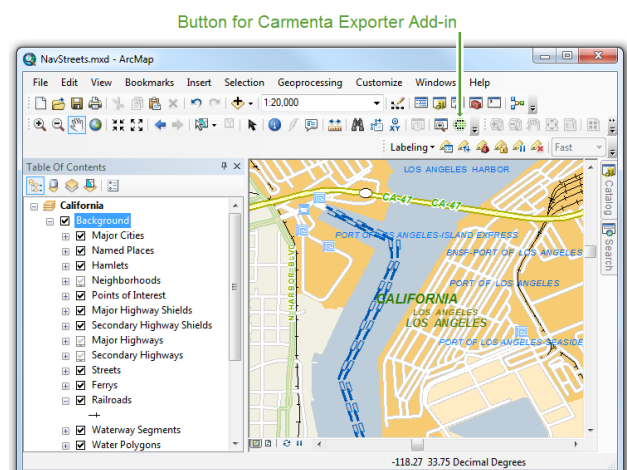 Button for Carmenta Exporter Add-in
NavStreets.mxd - ArcMap
File Edit View Bookmarks Insert Selection Geoprocessing Customize Windows Help
1:20,000
Labeling Fast
Table Of Contents
California
Background
Major Cities
Named Places
Hamlets
Neighborhoods
Points of Interest
Major Highway Shields
Secondary Highway Shields
Major Highways
Secondary Highways
Streets
Ferrys
Railroads
Waterway Segments
Water Polygons
LOS ANGELES HARBOR
CA-47 CA-47
PORT OF LOS ANGELES-ISLAND EXPRESS
BNSF-PORT OF LOS ANGELES
N HARBOR BLVD
PORT OF LOS ANGELES
CALIFORNIA
LOS ANGELES
LOS ANGELES
PORT OF LOS ANGELES SEASIDE
Catalog
Search
-118.27 33.75 Decimal Degrees